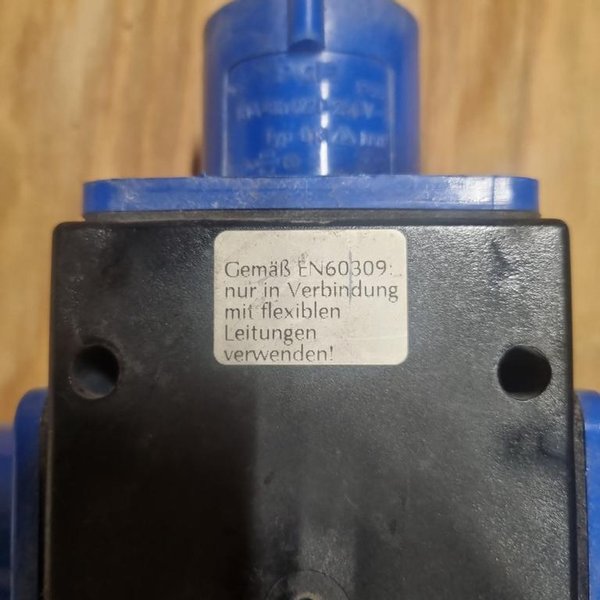 Gemäß EN60309:
nur in Verbindung
mit flexiblen
Leitungen
verwenden!